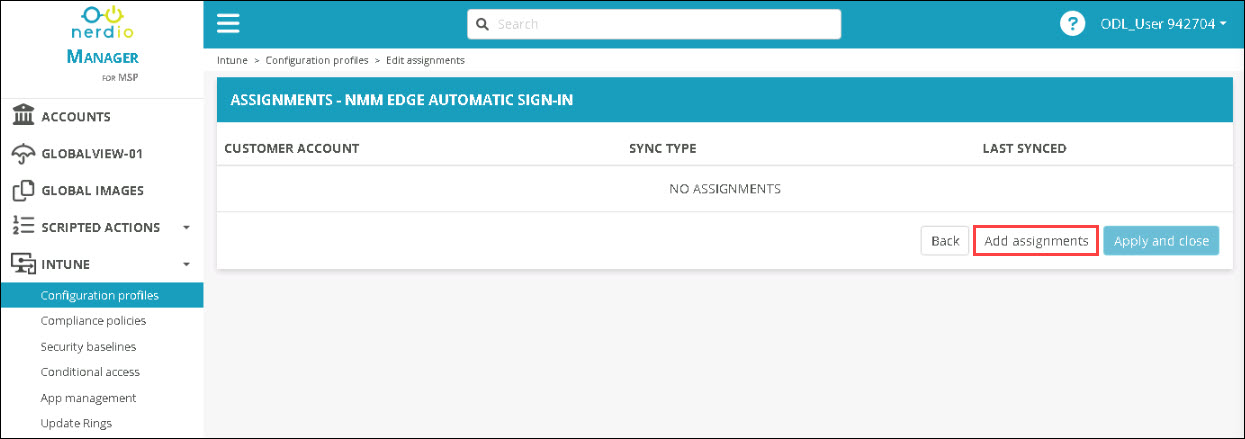 nerdio
MANAGER
FOR MSP
Search
?
ODL_User 942704
Intune > Configuration profiles > Edit assignments
ASSIGNMENTS - NMM EDGE AUTOMATIC SIGN-IN
CUSTOMER ACCOUNT SYNC TYPE LAST SYNCED
NO ASSIGNMENTS
Back Add assignments Apply and close
ACCOUNTS
GLOBALVIEW-01
GLOBAL IMAGES
SCRIPTED ACTIONS
INTUNE
Configuration profiles
Compliance policies
Security baselines
Conditional access
App management
Update Rings